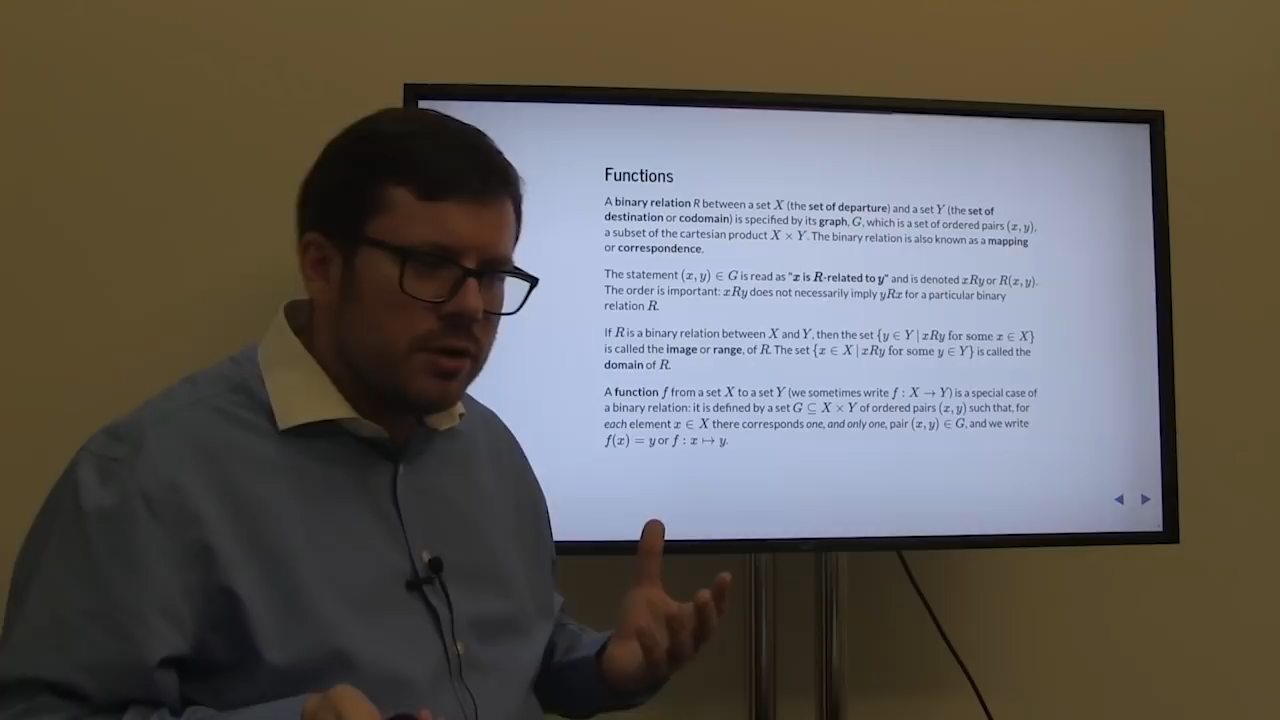 Functions
A binary relation R between a set X (the set of departure) and a set Y (the set of
destination or codomain) is specified by its graph, G, which is a set of ordered pairs (x, y),
a subset of the cartesian product X × Y. The binary relation is also known as a mapping
or correspondence.
The statement (x, y) ∈ G is read as "x is R-related to y" and is denoted xRy or R(x, y).
The order is important: xRy does not necessarily imply yRx for a particular binary
relation R.
If R is a binary relation between X and Y, then the set {y ∈ Y | xRy for some x ∈ X}
is called the image or range, of R. The set {x ∈ X | xRy for some y ∈ Y} is called the
domain of R.
A function f from a set X to a set Y (we sometimes write f : X → Y) is a special case of
a binary relation: it is defined by a set G ⊆ X × Y of ordered pairs (x, y) such that, for
each element x ∈ X there corresponds one, and only one, pair (x, y) ∈ G, and we write
f(x) = y or f : x ↦ y.